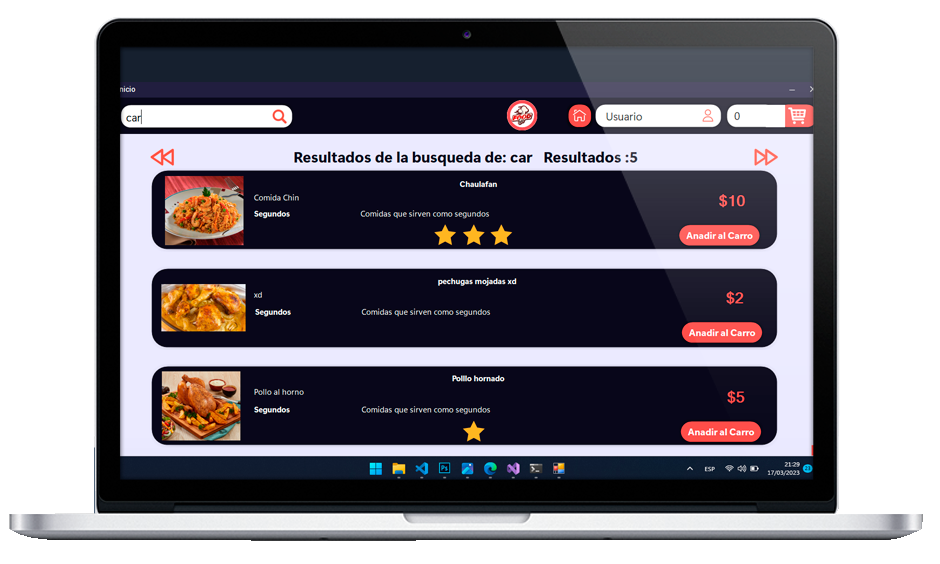 nicio
car
Usuario
0
Resultados de la busqueda de: car Resultados :5
Chaulafan
Comida Chin
$10
Segundos
Comidas que sirven como segundos
Anadir al Carro
pechugas mojadas xd
xd
$2
Segundos
Comidas que sirven como segundos
Anadir al Carro
Polllo hornado
Pollo al horno
$5
Segundos
Comidas que sirven como segundos
Anadir al Carro
Ps
ESP
21:29
17/03/2023